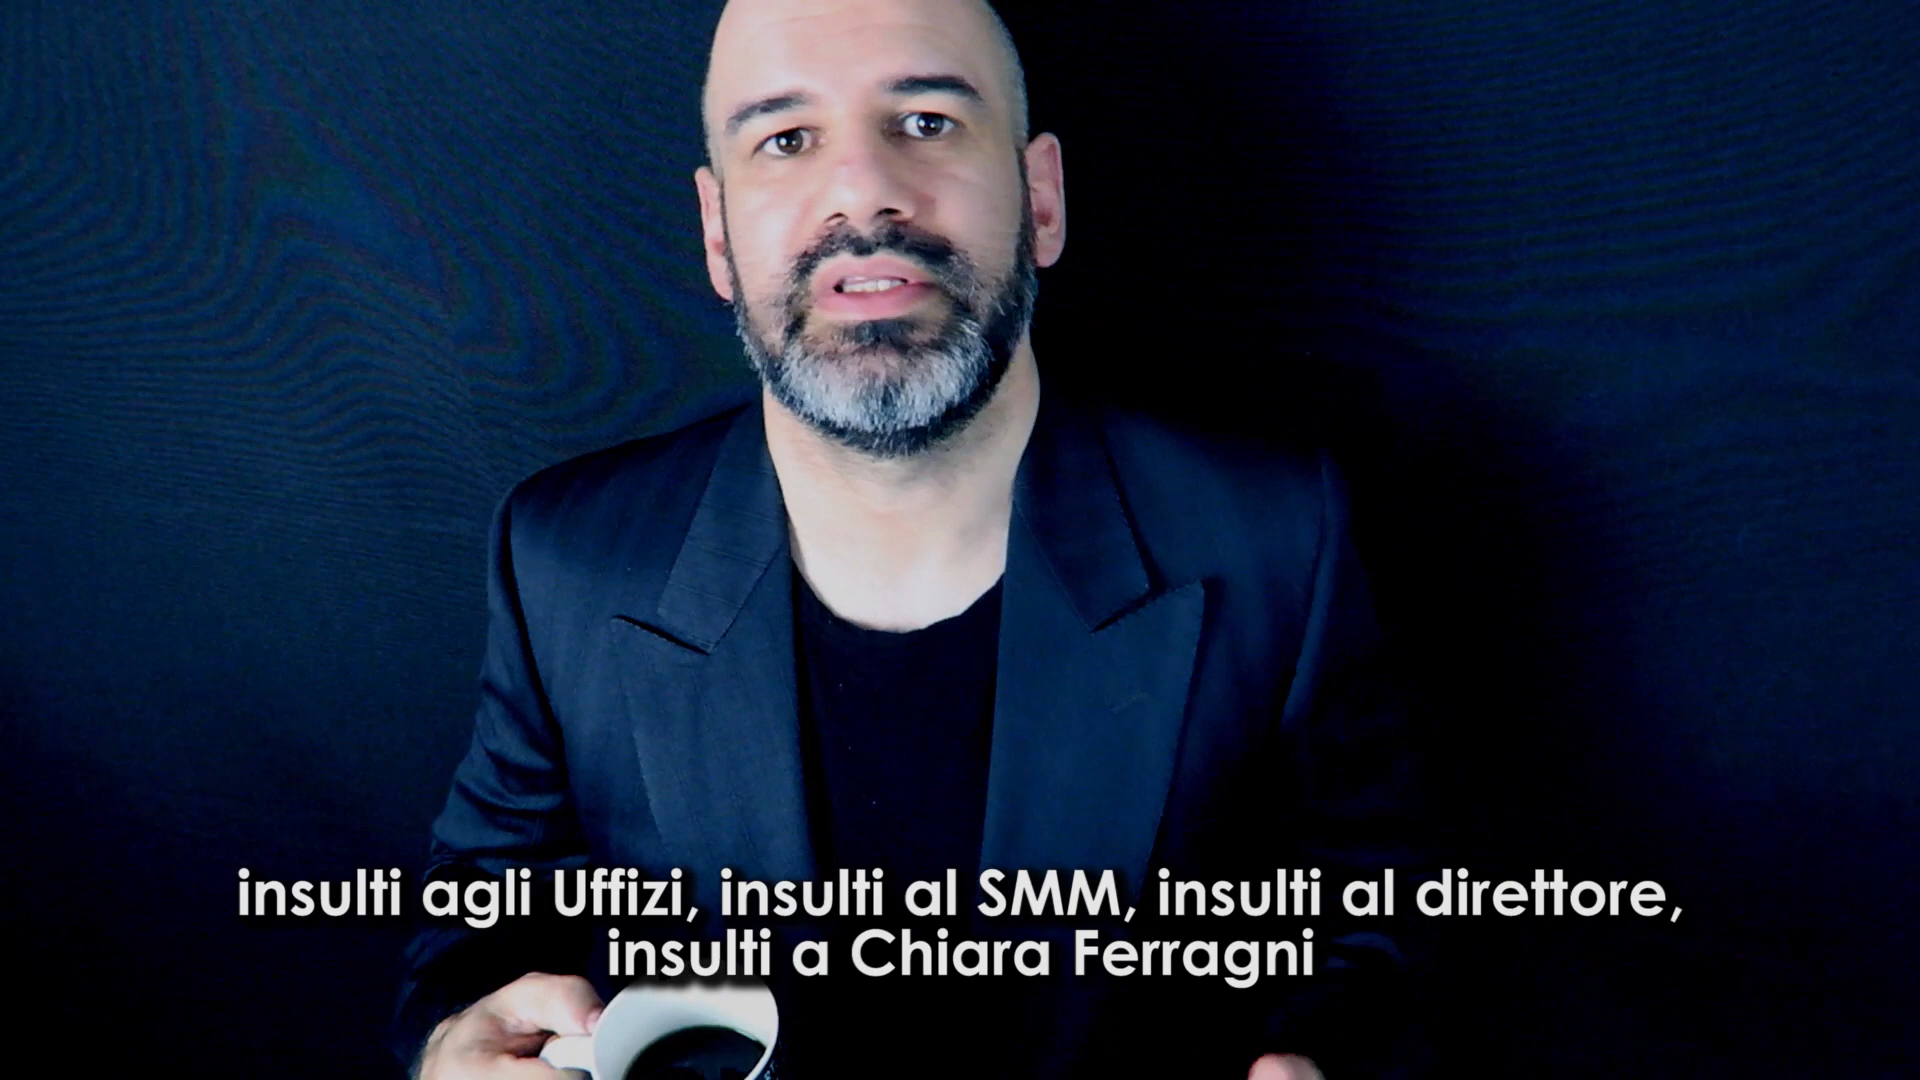 insulti agli Uffizi, insulti al SMM, insulti al direttore,
insulti a Chiara Ferragni